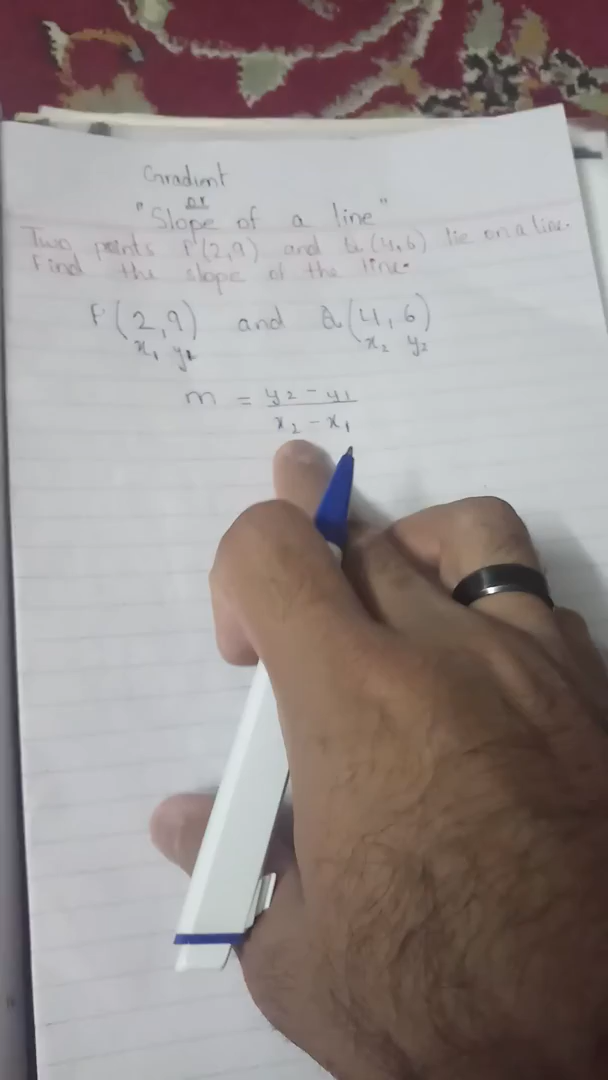 Gradient
or
"Slope of a line"
Two points P(2,9) and Q(4,6) lie on a line.
Find the slope of the line.
P(2,9) and Q(4,6)
x₁ y₁ x₂ y₂
m = y₂ - y₁
x₂ - x₁